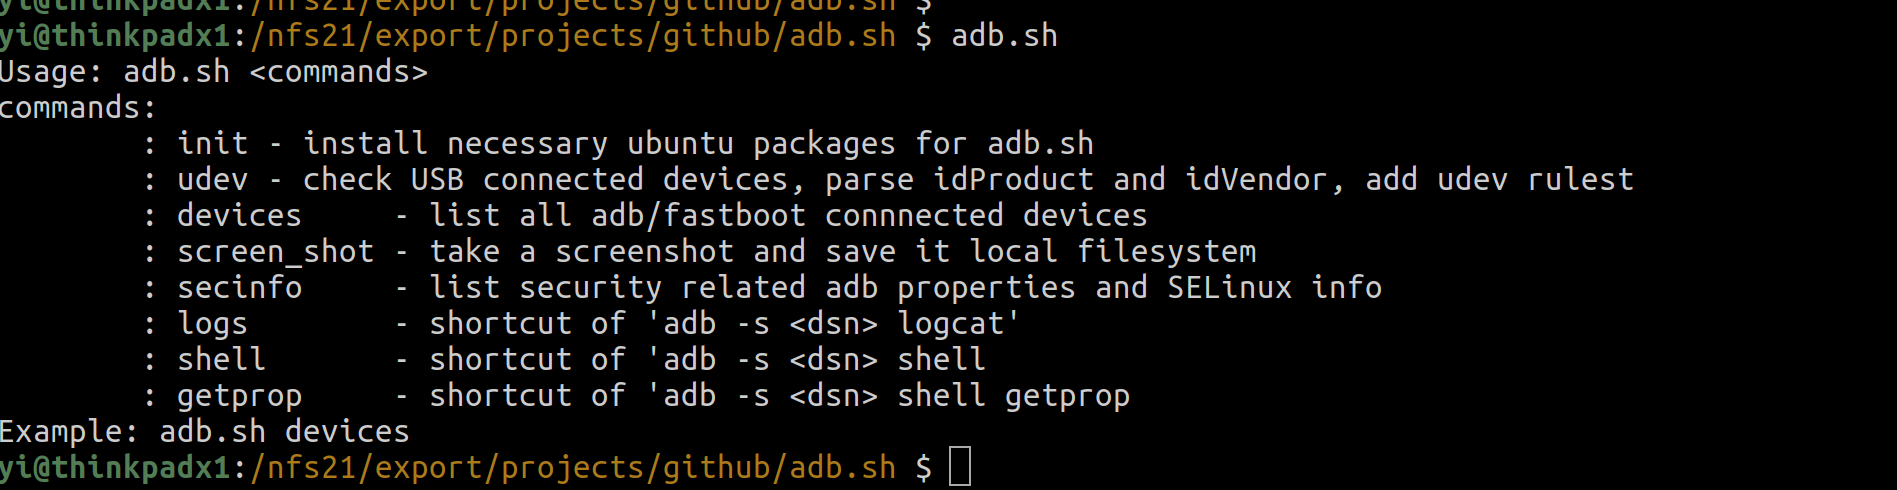 yi@thinkpadx1:/nfs21/export/projects/github/adb.sh $
yi@thinkpadx1:/nfs21/export/projects/github/adb.sh $ adb.sh
Usage: adb.sh <commands>
commands:
        : init - install necessary ubuntu packages for adb.sh
        : udev - check USB connected devices, parse idProduct and idVendor, add udev rulest
        : devices     - list all adb/fastboot connnected devices
        : screen_shot - take a screenshot and save it local filesystem
        : secinfo     - list security related adb properties and SELinux info
        : logs        - shortcut of 'adb -s <dsn> logcat'
        : shell       - shortcut of 'adb -s <dsn> shell
        : getprop     - shortcut of 'adb -s <dsn> shell getprop
Example: adb.sh devices
yi@thinkpadx1:/nfs21/export/projects/github/adb.sh $